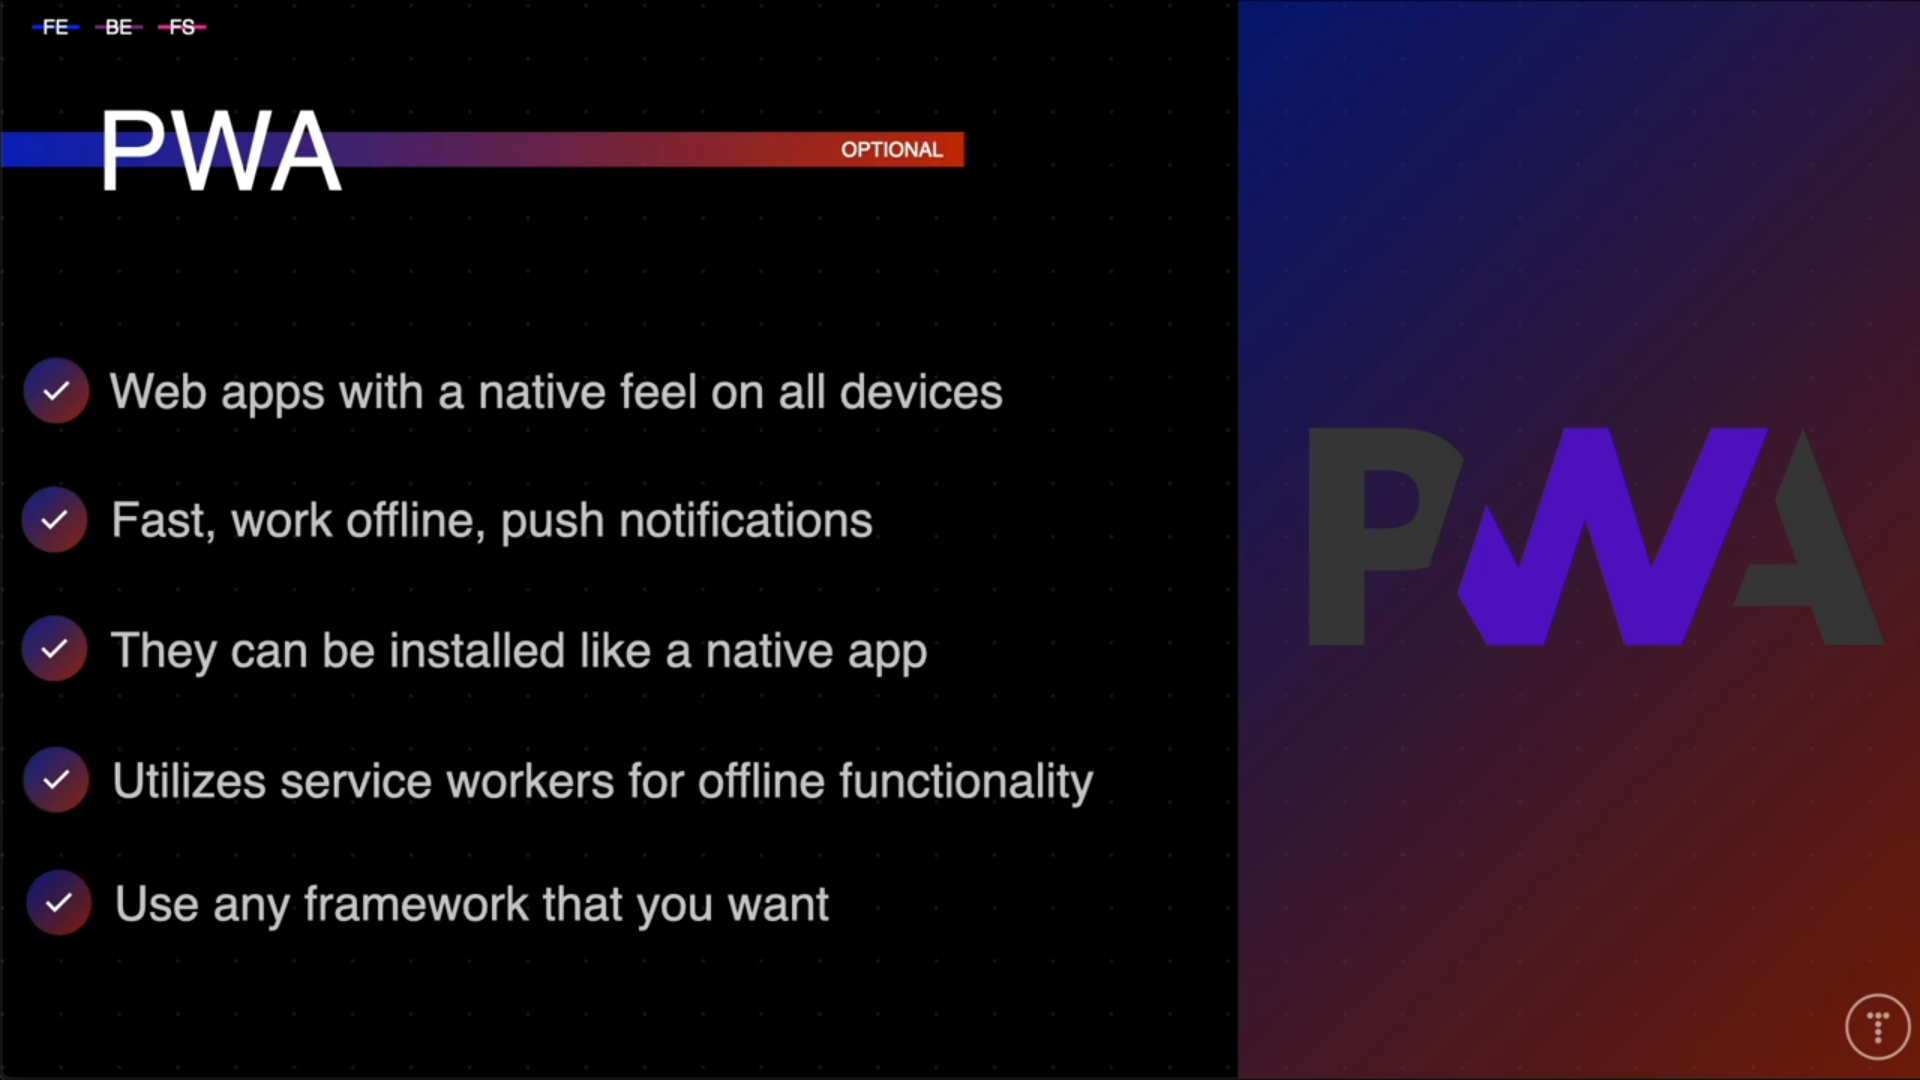 FE BE FS
PWA
OPTIONAL
Web apps with a native feel on all devices
Fast, work offline, push notifications
They can be installed like a native app
Utilizes service workers for offline functionality
Use any framework that you want
PWA
T